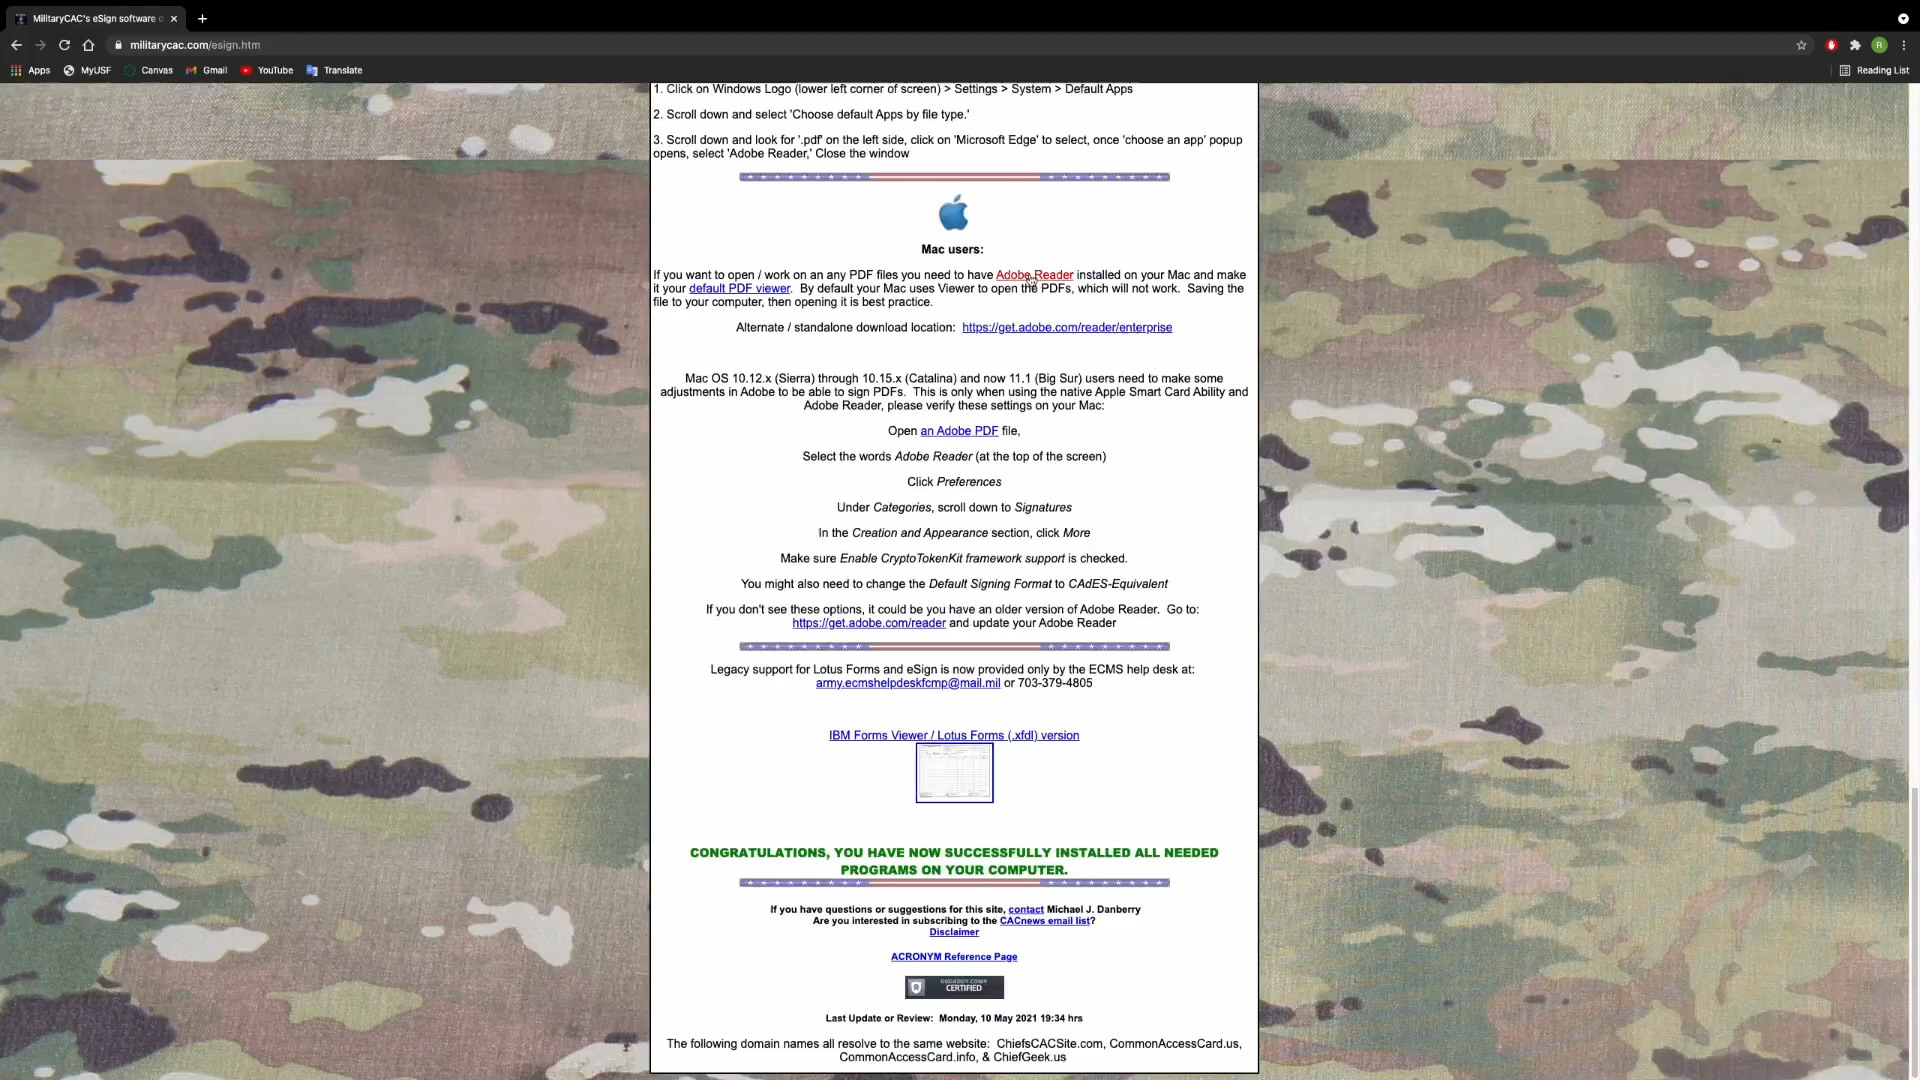 MilitaryCAC's eSign software d
militarycac.com/esign.htm
R
Apps MyUSF Canvas Gmail YouTube Translate Reading List
1. Click on Windows Logo (lower left corner of screen) > Settings > System > Default Apps
2. Scroll down and select 'Choose default Apps by file type.'
3. Scroll down and look for '.pdf' on the left side, click on 'Microsoft Edge' to select, once 'choose an app' popup
opens, select 'Adobe Reader,' Close the window
Mac users:
If you want to open / work on an any PDF files you need to have Adobe Reader installed on your Mac and make
it your default PDF viewer.  By default your Mac uses Viewer to open the PDFs, which will not work.  Saving the
file to your computer, then opening it is best practice.
Alternate / standalone download location:  https://get.adobe.com/reader/enterprise
Mac OS 10.12.x (Sierra) through 10.15.x (Catalina) and now 11.1 (Big Sur) users need to make some
adjustments in Adobe to be able to sign PDFs.  This is only when using the native Apple Smart Card Ability and
Adobe Reader, please verify these settings on your Mac:
Open an Adobe PDF file,
Select the words Adobe Reader (at the top of the screen)
Click Preferences
Under Categories, scroll down to Signatures
In the Creation and Appearance section, click More
Make sure Enable CryptoTokenKit framework support is checked.
You might also need to change the Default Signing Format to CAdES-Equivalent
If you don't see these options, it could be you have an older version of Adobe Reader.  Go to:
https://get.adobe.com/reader and update your Adobe Reader
Legacy support for Lotus Forms and eSign is now provided only by the ECMS help desk at:
army.ecmshelpdeskfcmp@mail.mil or 703-379-4805
IBM Forms Viewer / Lotus Forms (.xfdl) version
CONGRATULATIONS, YOU HAVE NOW SUCCESSFULLY INSTALLED ALL NEEDED
PROGRAMS ON YOUR COMPUTER.
If you have questions or suggestions for this site, contact Michael J. Danberry
Are you interested in subscribing to the CACnews email list?
Disclaimer
ACRONYM Reference Page
GODADDY.COM®
CERTIFIED
Last Update or Review:  Monday, 10 May 2021 19:34 hrs
The following domain names all resolve to the same website:  ChiefsCACSite.com, CommonAccessCard.us,
CommonAccessCard.info, & ChiefGeek.us